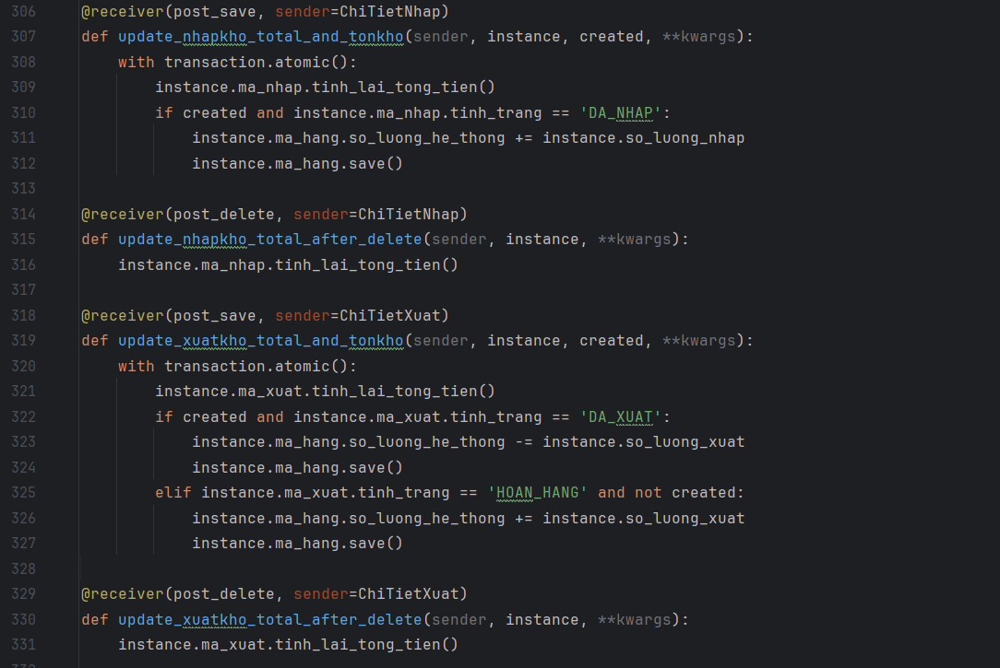 306 @receiver(post_save, sender=ChiTietNhap)
307 def update_nhapkho_total_and_tonkho(sender, instance, created, **kwargs):
308     with transaction.atomic():
309         instance.ma_nhap.tinh_lai_tong_tien()
310         if created and instance.ma_nhap.tinh_trang == 'DA_NHAP':
311             instance.ma_hang.so_luong_he_thong += instance.so_luong_nhap
312             instance.ma_hang.save()
313
314 @receiver(post_delete, sender=ChiTietNhap)
315 def update_nhapkho_total_after_delete(sender, instance, **kwargs):
316     instance.ma_nhap.tinh_lai_tong_tien()
317
318 @receiver(post_save, sender=ChiTietXuat)
319 def update_xuatkho_total_and_tonkho(sender, instance, created, **kwargs):
320     with transaction.atomic():
321         instance.ma_xuat.tinh_lai_tong_tien()
322         if created and instance.ma_xuat.tinh_trang == 'DA_XUAT':
323             instance.ma_hang.so_luong_he_thong -= instance.so_luong_xuat
324             instance.ma_hang.save()
325         elif instance.ma_xuat.tinh_trang == 'HOAN_HANG' and not created:
326             instance.ma_hang.so_luong_he_thong += instance.so_luong_xuat
327             instance.ma_hang.save()
328
329 @receiver(post_delete, sender=ChiTietXuat)
330 def update_xuatkho_total_after_delete(sender, instance, **kwargs):
331     instance.ma_xuat.tinh_lai_tong_tien()